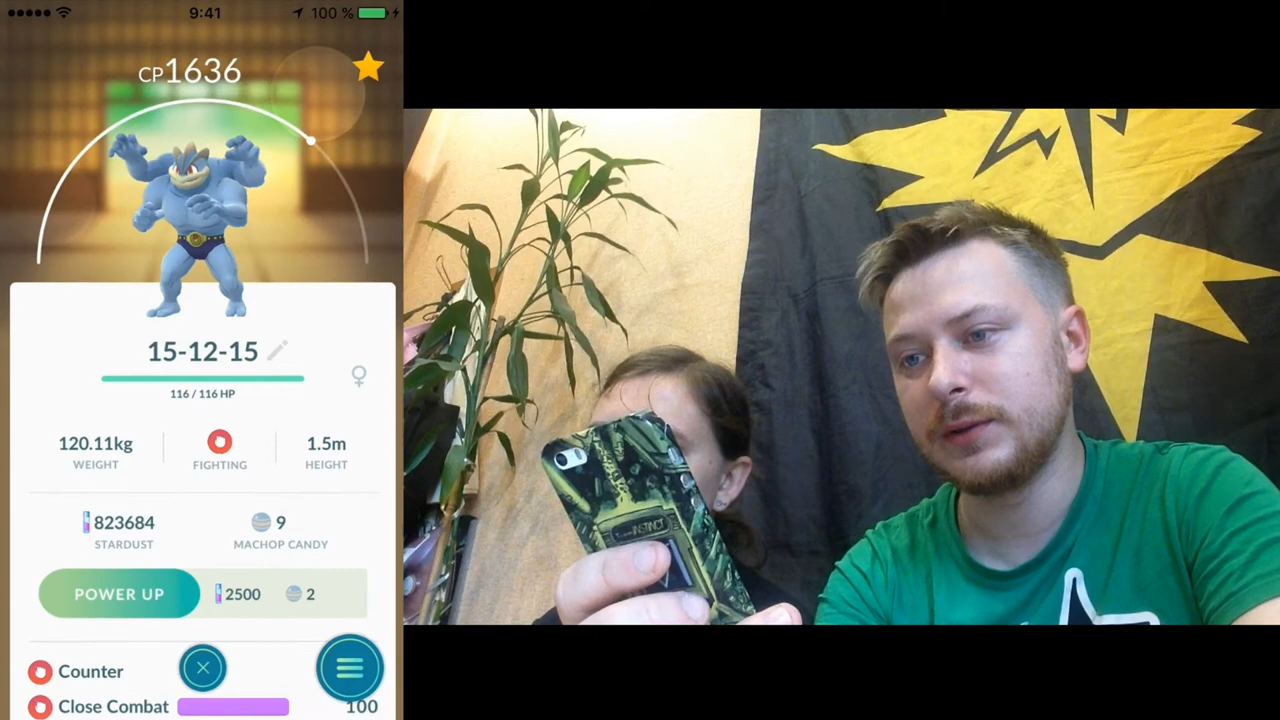 9:41
100 %
CP1636
15-12-15
116 / 116 HP
120.11kg
WEIGHT
FIGHTING
1.5m
HEIGHT
823684
STARDUST
9
MACHOP CANDY
POWER UP
2500
2
Counter
Close Combat
100
INSTINCT